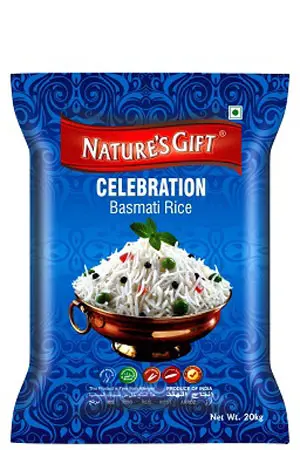 NATURE'S GIFT®
CELEBRATION
Basmati Rice
PRODUCE OF INDIA
إنتاج الهند
Net Wt. 20kg